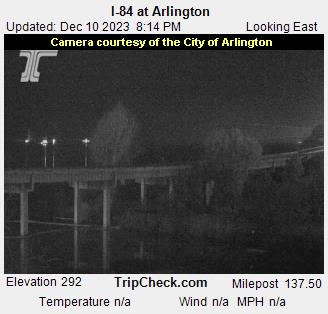 I-84 at Arlington
Updated: Dec 10 2023 8:14 PM Looking East
Camera courtesy of the City of Arlington
Elevation 292 TripCheck.com Milepost 137.50
Temperature n/a Wind n/a MPH n/a